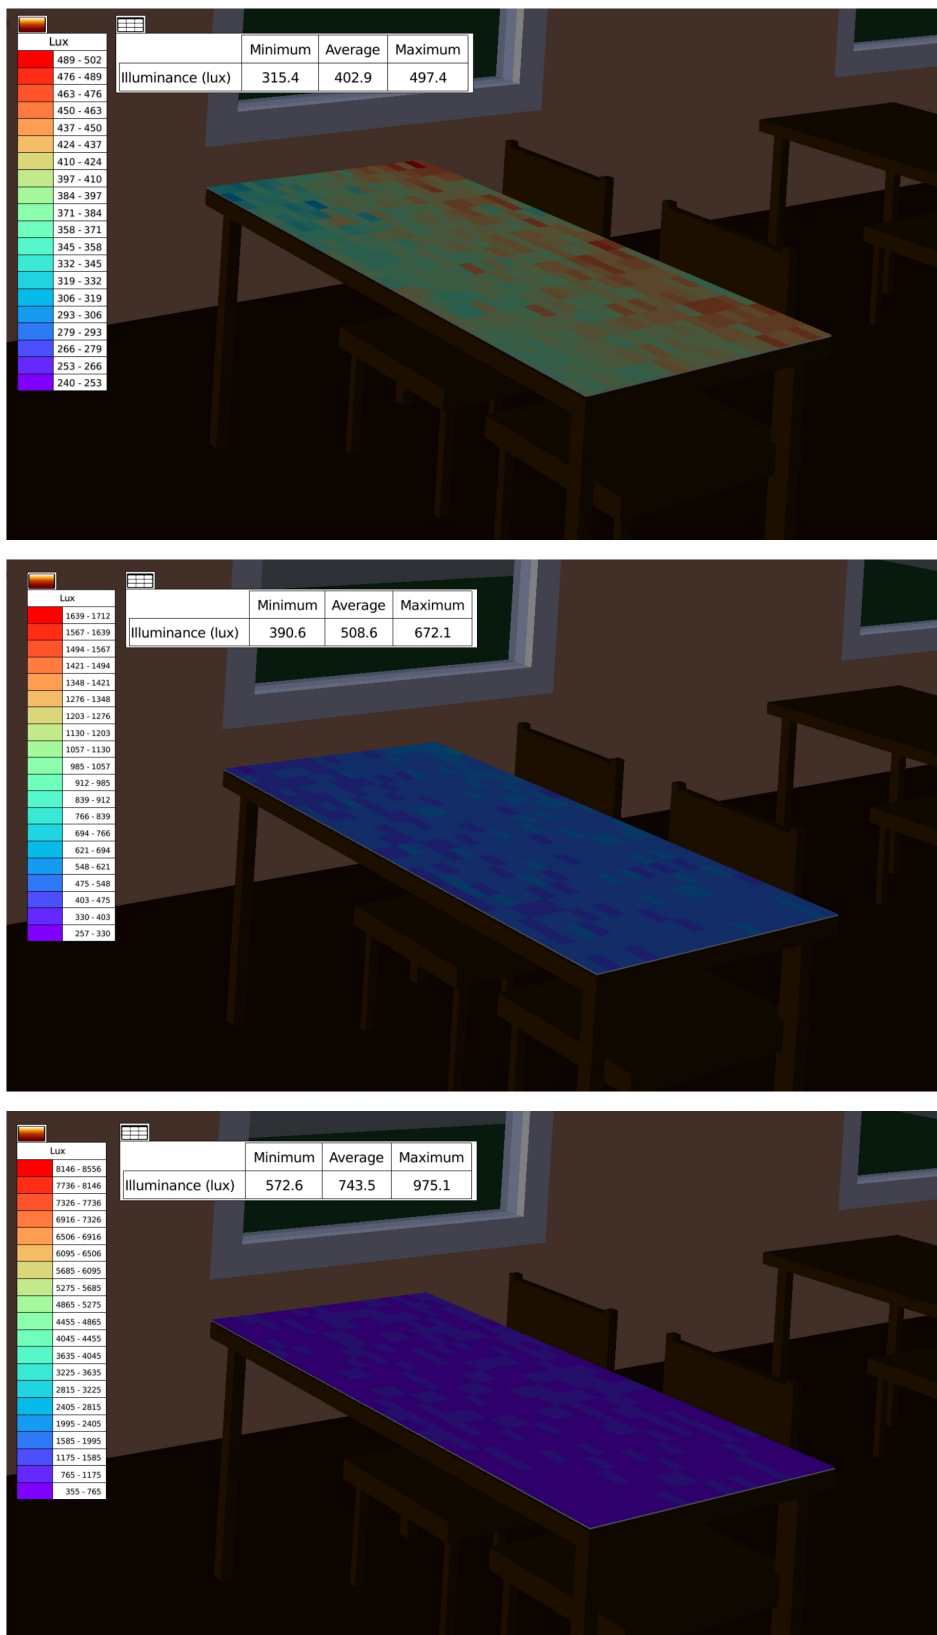 Lux
489 - 502
476 - 489
463 - 476
450 - 463
437 - 450
424 - 437
410 - 424
397 - 410
384 - 397
371 - 384
358 - 371
345 - 358
332 - 345
319 - 332
306 - 319
293 - 306
279 - 293
266 - 279
253 - 266
240 - 253
Minimum Average Maximum
Illuminance (lux) 315.4 402.9 497.4
Lux
1639 - 1712
1567 - 1639
1494 - 1567
1421 - 1494
1348 - 1421
1276 - 1348
1203 - 1276
1130 - 1203
1057 - 1130
985 - 1057
912 - 985
839 - 912
766 - 839
694 - 766
621 - 694
548 - 621
475 - 548
403 - 475
330 - 403
257 - 330
Minimum Average Maximum
Illuminance (lux) 390.6 508.6 672.1
Lux
8146 - 8556
7736 - 8146
7326 - 7736
6916 - 7326
6506 - 6916
6095 - 6506
5685 - 6095
5275 - 5685
4865 - 5275
4455 - 4865
4045 - 4455
3635 - 4045
3225 - 3635
2815 - 3225
2405 - 2815
1995 - 2405
1585 - 1995
1175 - 1585
765 - 1175
355 - 765
Minimum Average Maximum
Illuminance (lux) 572.6 743.5 975.1